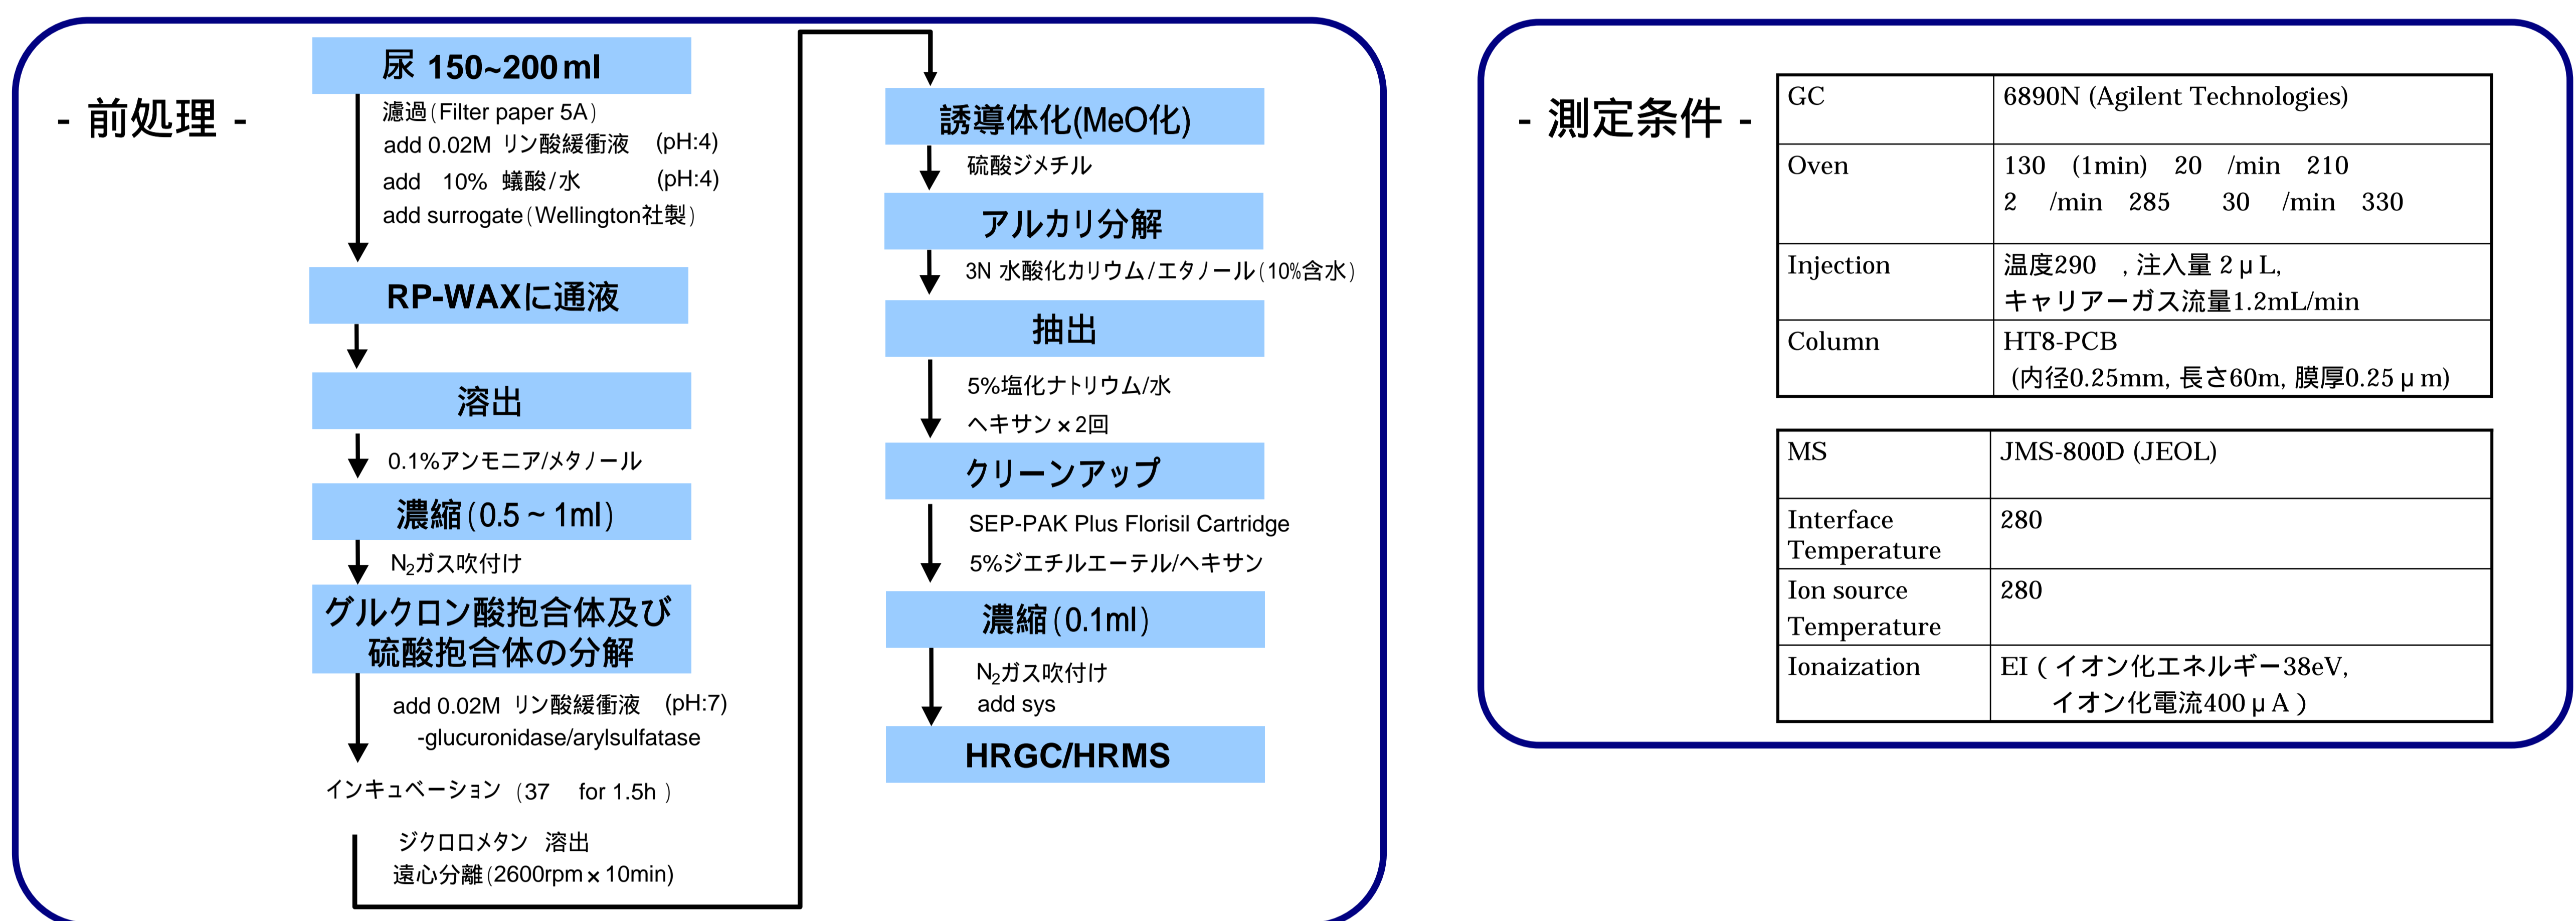 - 前処理 -
尿 150~200 ml
濾過(Filter paper 5A)
add 0.02M リン酸緩衝液 (pH:4)
add 10% 蟻酸/水 (pH:4)
add surrogate(Wellington社製)
RP-WAXに通液
溶出
0.1%アンモニア/メタノール
濃縮(0.5 ~ 1ml)
N₂ガス吹付け
グルクロン酸抱合体及び
硫酸抱合体の分解
add 0.02M リン酸緩衝液 (pH:7)
-glucuronidase/arylsulfatase
インキュベーション (37 for 1.5h )
ジクロロメタン 溶出
遠心分離(2600rpm × 10min)
誘導体化(MeO化)
硫酸ジメチル
アルカリ分解
3N 水酸化カリウム/エタノール(10%含水)
抽出
5%塩化ナトリウム/水
ヘキサン × 2回
クリーンアップ
SEP-PAK Plus Florisil Cartridge
5%ジエチルエーテル/ヘキサン
濃縮(0.1ml)
N₂ガス吹付け
add sys
HRGC/HRMS
- 測定条件 -
GC 6890N (Agilent Technologies)
Oven 130 (1min) 20 /min 210
2 /min 285 30 /min 330
Injection 温度290 , 注入量 2 μ L,
キャリアーガス流量1.2mL/min
Column HT8-PCB
(内径0.25mm, 長さ60m, 膜厚0.25 μ m)
MS JMS-800D (JEOL)
Interface 280
Temperature
Ion source 280
Temperature
Ionaization EI ( イオン化エネルギー38eV,
イオン化電流400 μ A )